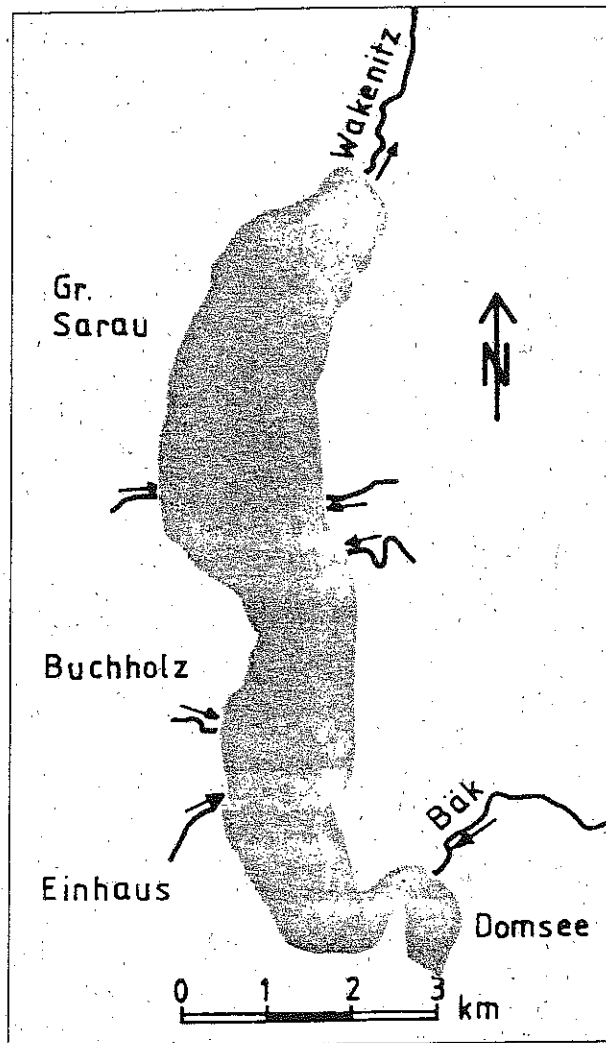 Wakenitz
Gr.
Sarau
N
Buchholz
Bäk
Einhaus
Domsee
0 1 2 3
km